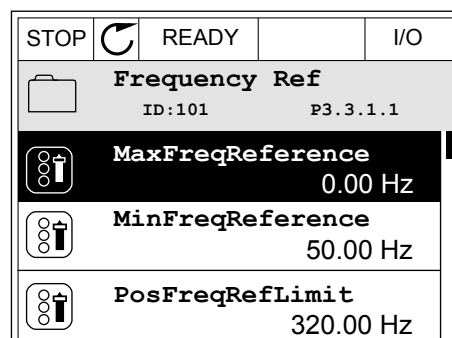 STOP READY I/O
Frequency Ref
ID:101 P3.3.1.1
MaxFreqReference
0.00 Hz
MinFreqReference
50.00 Hz
PosFreqRefLimit
320.00 Hz